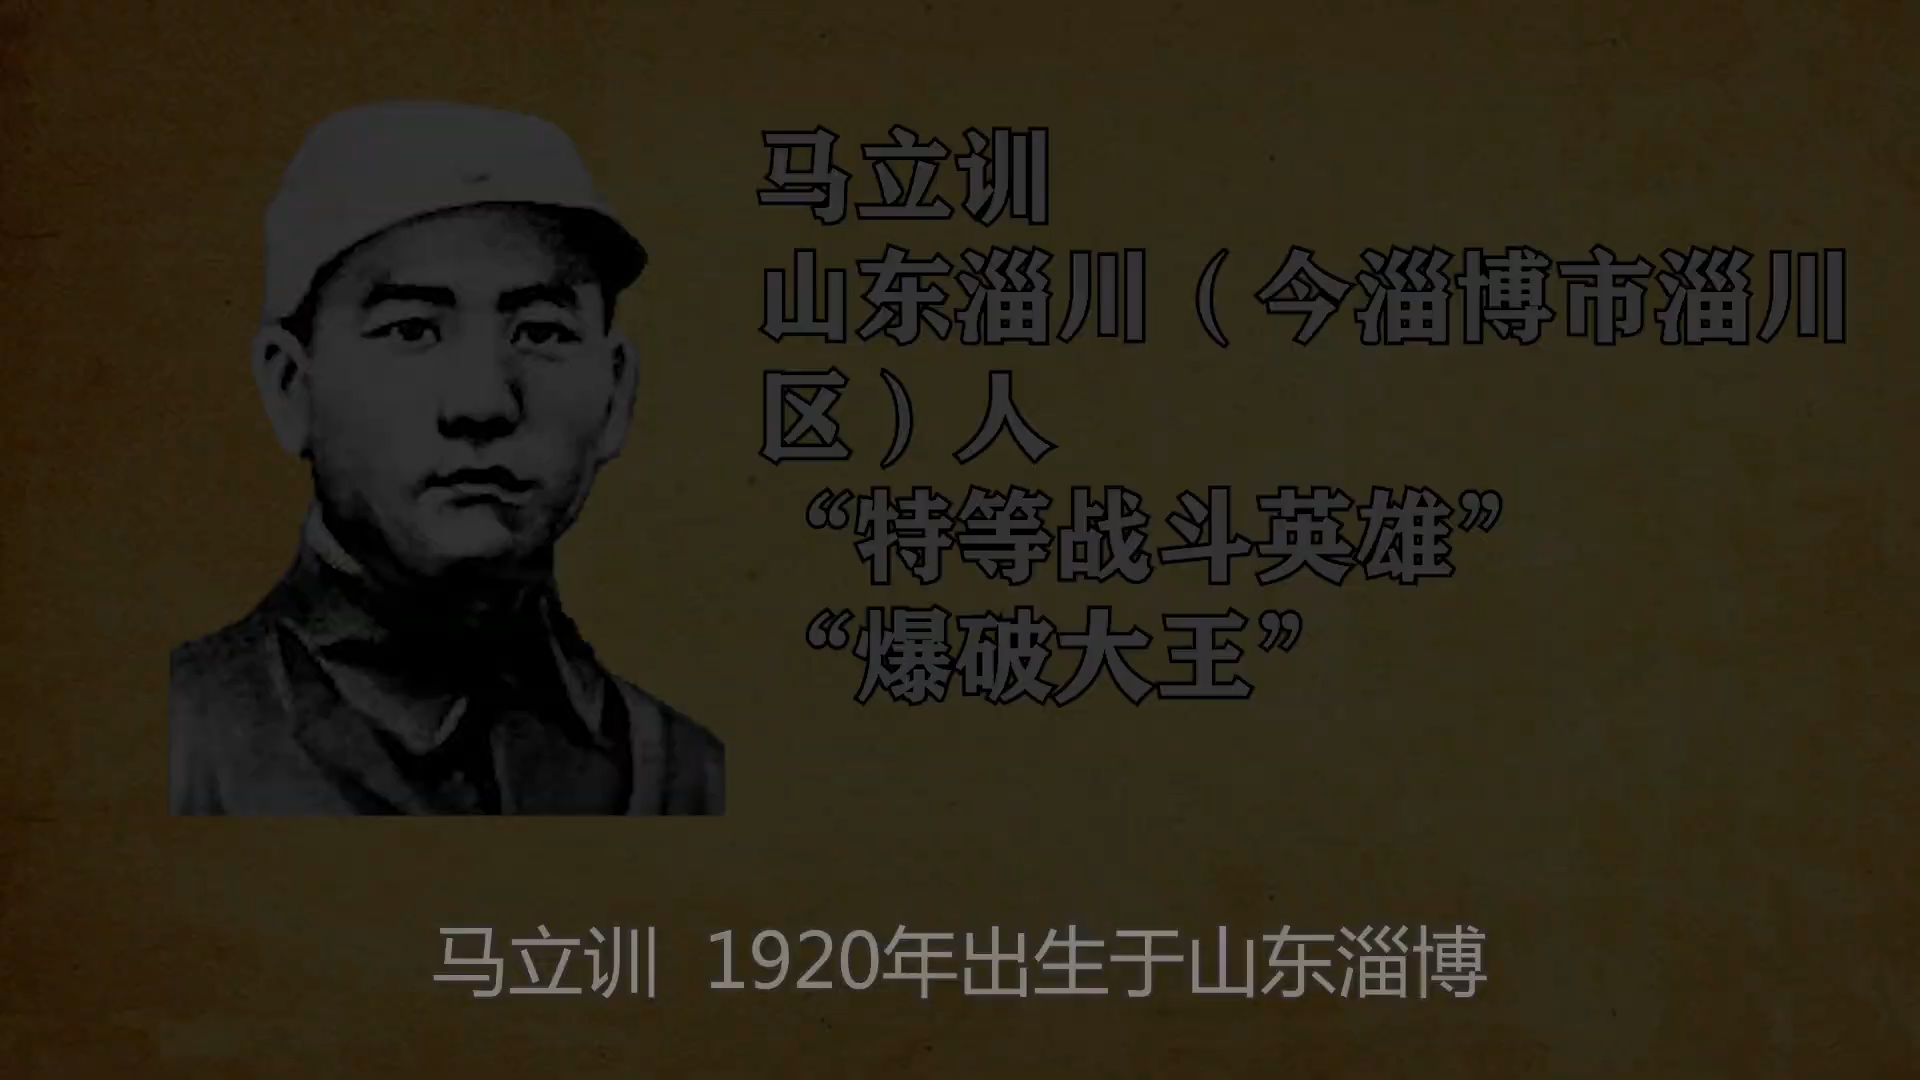 马立训
山东淄川（今淄博市淄川
区）人
“特等战斗英雄”
“爆破大王”
马立训 1920年出生于山东淄博